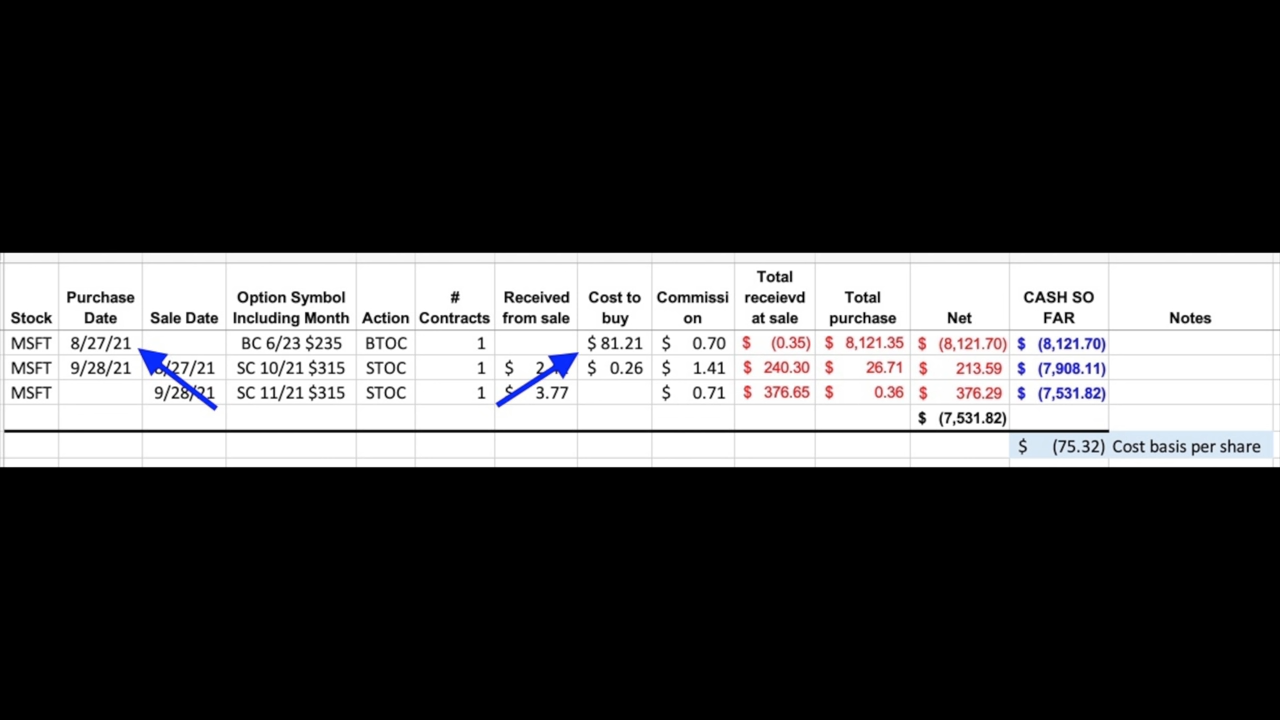 Stock Purchase Date Sale Date Option Symbol Including Month Action # Contracts Received from sale Cost to buy Commissi on Total receievd at sale Total purchase Net CASH SO FAR Notes
MSFT 8/27/21 BC 6/23 $235 BTOC 1 $ 81.21 $ 0.70 $ (0.35) $ 8,121.35 $ (8,121.70) $ (8,121.70)
MSFT 9/28/21 SC 10/21 $315 STOC 1 $ $ 0.26 $ 1.41 $ 240.30 $ 26.71 $ 213.59 $ (7,908.11)
MSFT 9/28/21 SC 11/21 $315 STOC 1 $ 3.77 $ 0.71 $ 376.65 $ 0.36 $ 376.29 $ (7,531.82)
$ (7,531.82)
$ (75.32) Cost basis per share